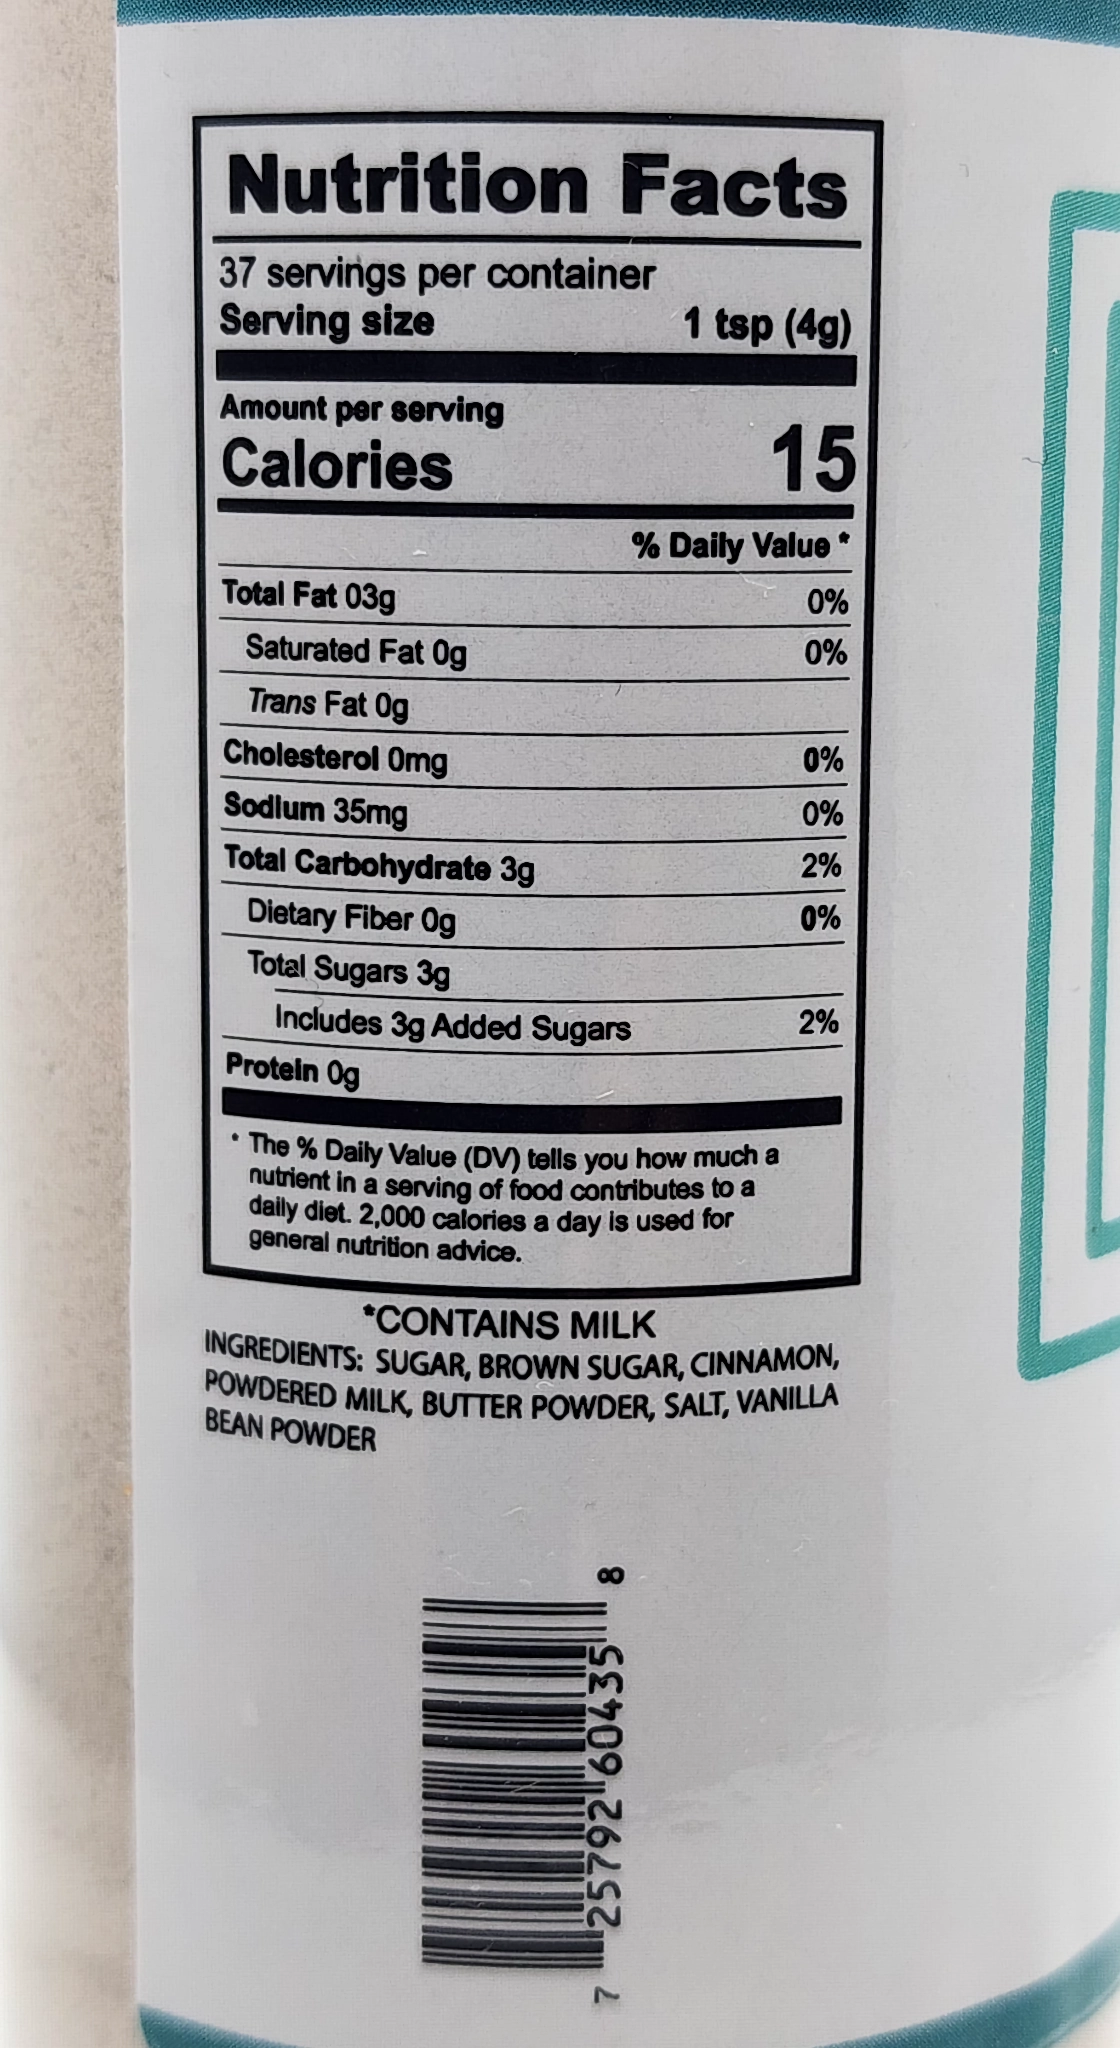 Nutrition Facts
37 servings per container
Serving size 1 tsp (4g)
Amount per serving
Calories 15
% Daily Value *
Total Fat 03g 0%
Saturated Fat 0g 0%
Trans Fat 0g
Cholesterol 0mg 0%
Sodium 35mg 0%
Total Carbohydrate 3g 2%
Dietary Fiber 0g 0%
Total Sugars 3g
Includes 3g Added Sugars 2%
Protein 0g
* The % Daily Value (DV) tells you how much a
nutrient in a serving of food contributes to a
daily diet. 2,000 calories a day is used for
general nutrition advice.
*CONTAINS MILK
INGREDIENTS: SUGAR, BROWN SUGAR, CINNAMON,
POWDERED MILK, BUTTER POWDER, SALT, VANILLA
BEAN POWDER
7 25792 60435 8